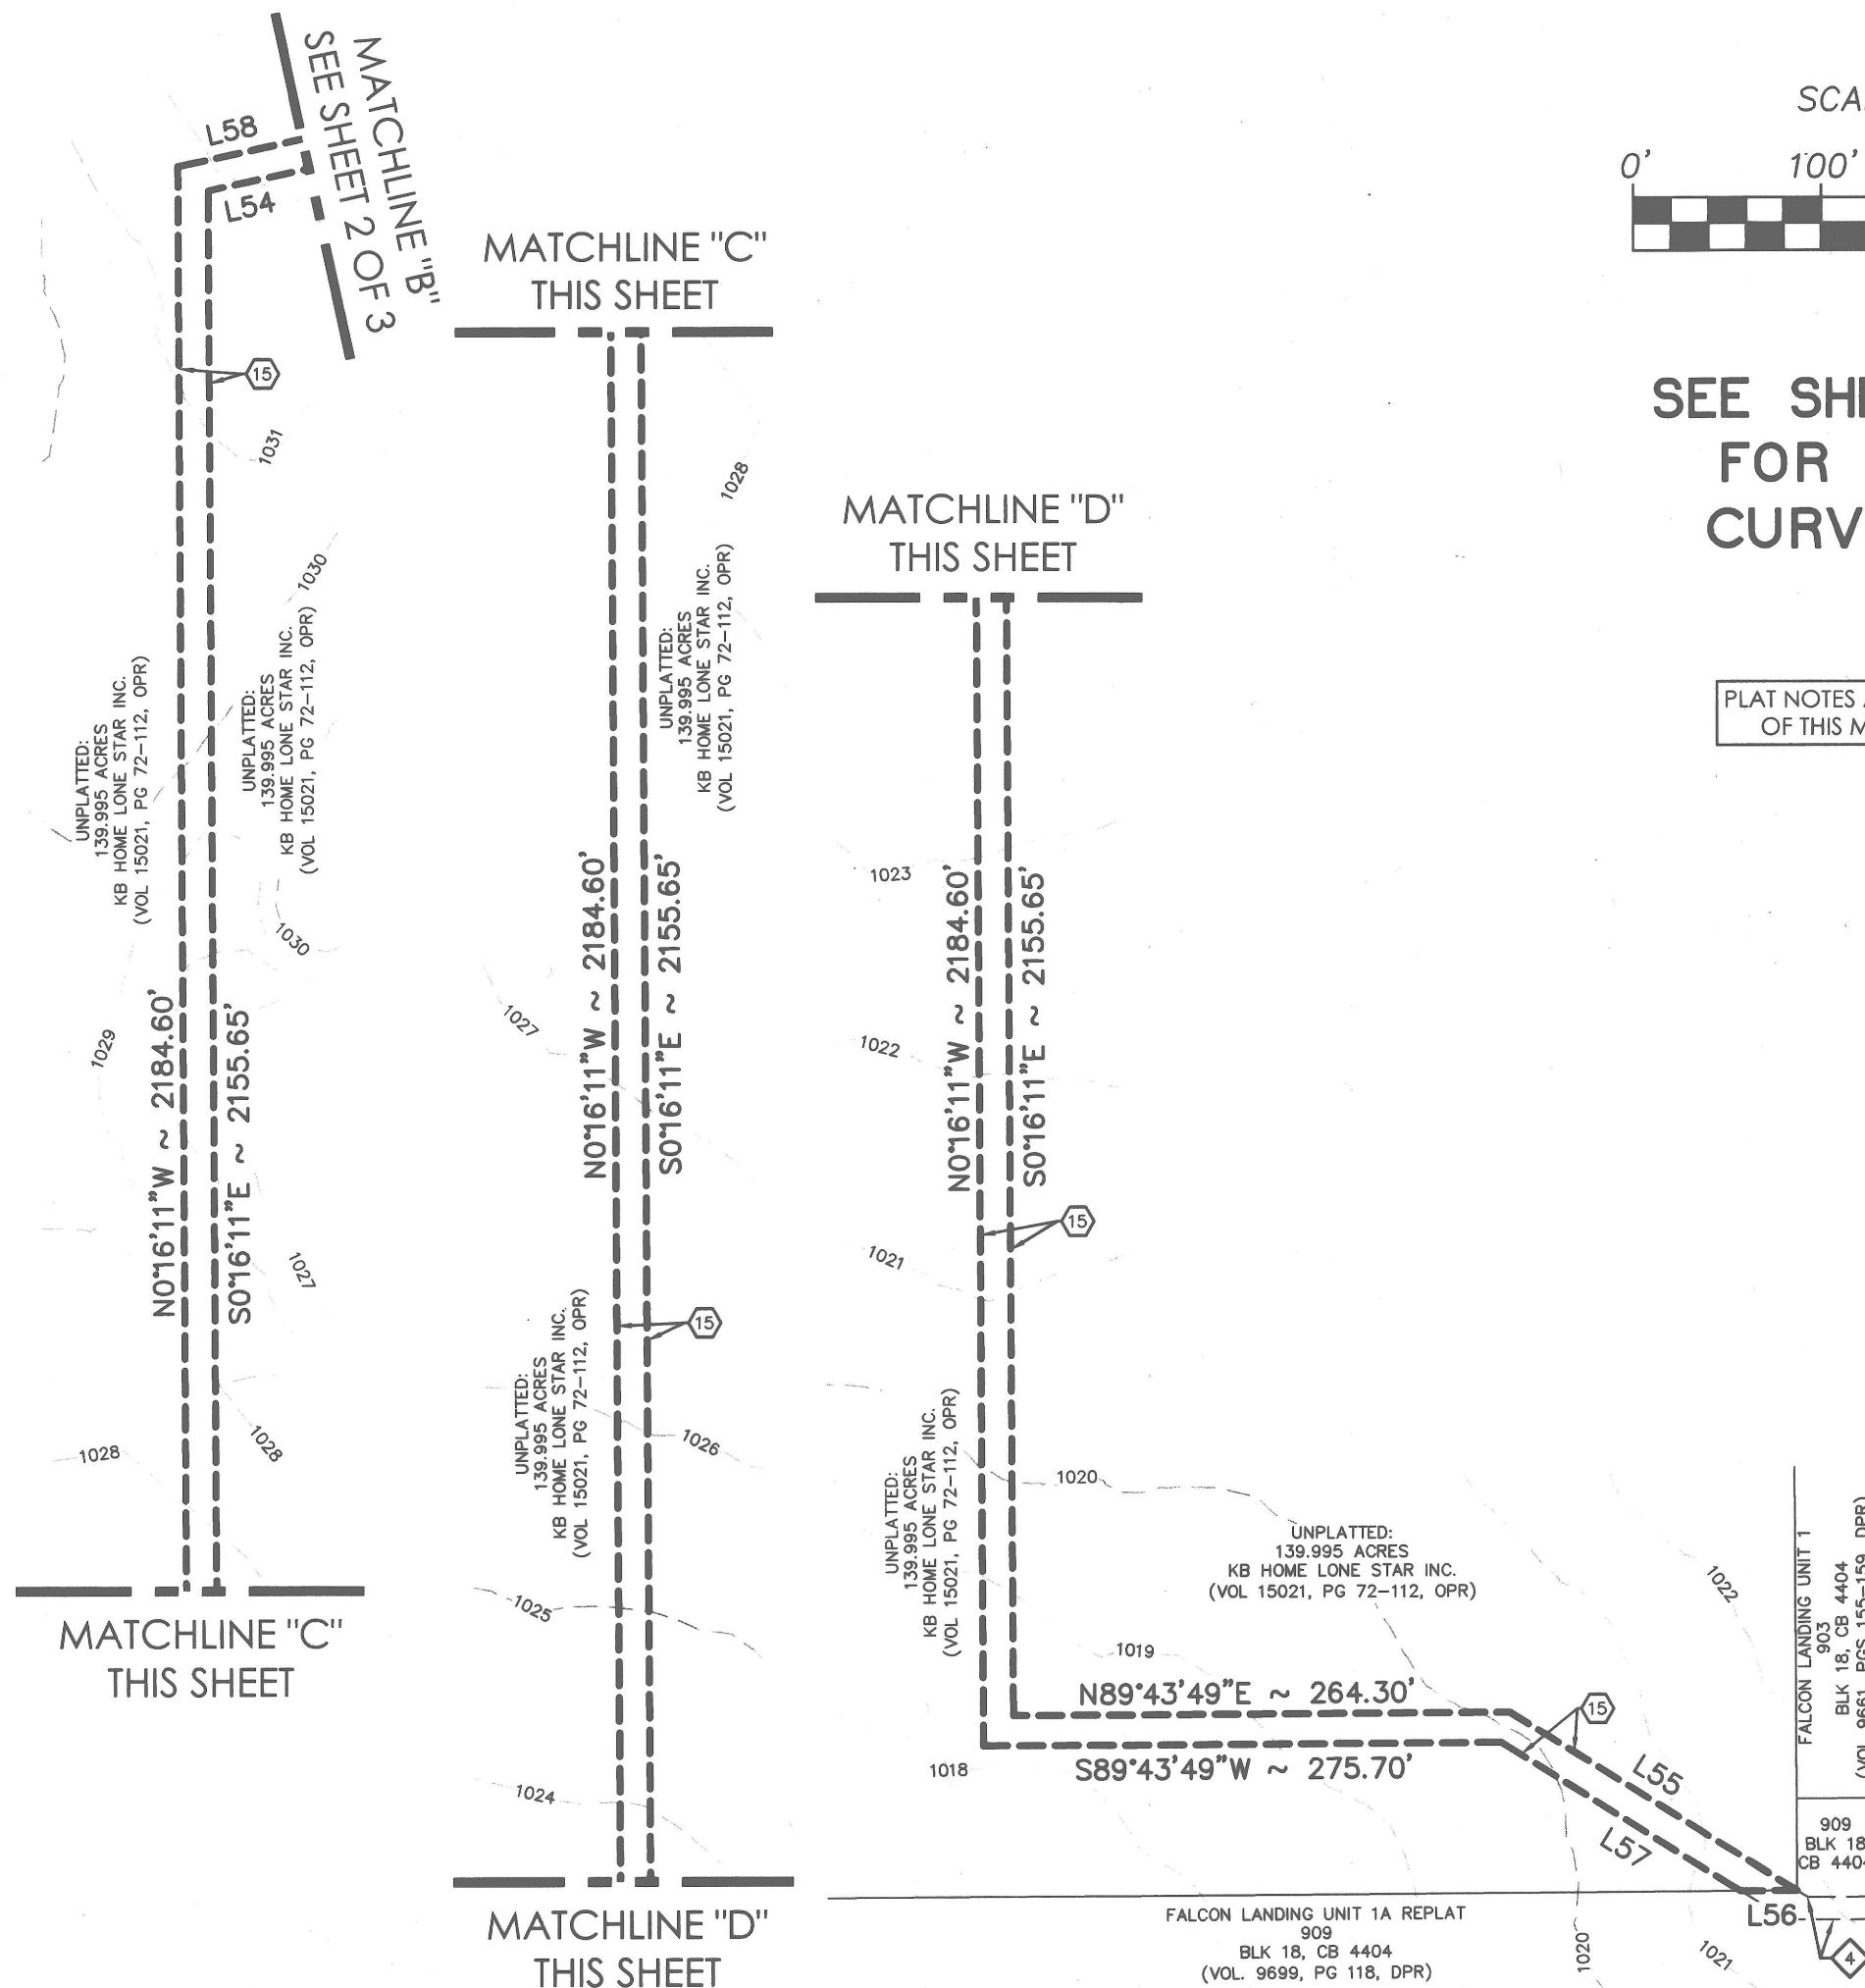 MATCHLINE "B"
SEE SHEET 2 OF 3
L58
L54
15
1031
1030
UNPLATTED:
139.995 ACRES
KB HOME LONE STAR INC.
(VOL 15021, PG 72-112, OPR)
UNPLATTED:
139.995 ACRES
KB HOME LONE STAR INC.
(VOL 15021, PG 72-112, OPR)
1030
1029
N0°16'11"W ~ 2184.60'
S0°16'11"E ~ 2155.65'
1027
1028
1028
MATCHLINE "C"
THIS SHEET
MATCHLINE "C"
THIS SHEET
1028
UNPLATTED:
139.995 ACRES
KB HOME LONE STAR INC.
(VOL 15021, PG 72-112, OPR)
N0°16'11"W ~ 2184.60'
S0°16'11"E ~ 2155.65'
1027
15
UNPLATTED:
139.995 ACRES
KB HOME LONE STAR INC.
(VOL 15021, PG 72-112, OPR)
1026
1025
1024
MATCHLINE "D"
THIS SHEET
MATCHLINE "D"
THIS SHEET
1023
N0°16'11"W ~ 2184.60'
S0°16'11"E ~ 2155.65'
1022
15
1021
UNPLATTED:
139.995 ACRES
KB HOME LONE STAR INC.
(VOL 15021, PG 72-112, OPR)
1020
UNPLATTED:
139.995 ACRES
KB HOME LONE STAR INC.
(VOL 15021, PG 72-112, OPR)
1022
1019
N89°43'49"E ~ 264.30'
15
1018
S89°43'49"W ~ 275.70'
L55
L57
L56
FALCON LANDING UNIT 1A REPLAT
909
BLK 18, CB 4404
(VOL. 9699, PG 118, DPR)
1020
1021
4
FALCON LANDING UNIT 1
903
BLK 18, CB 4404
(VOL. 9661, PGS 155-159, DPR)
909
BLK 18
CB 4404
0' 100'
FOR
PLAT NOTES
OF THIS